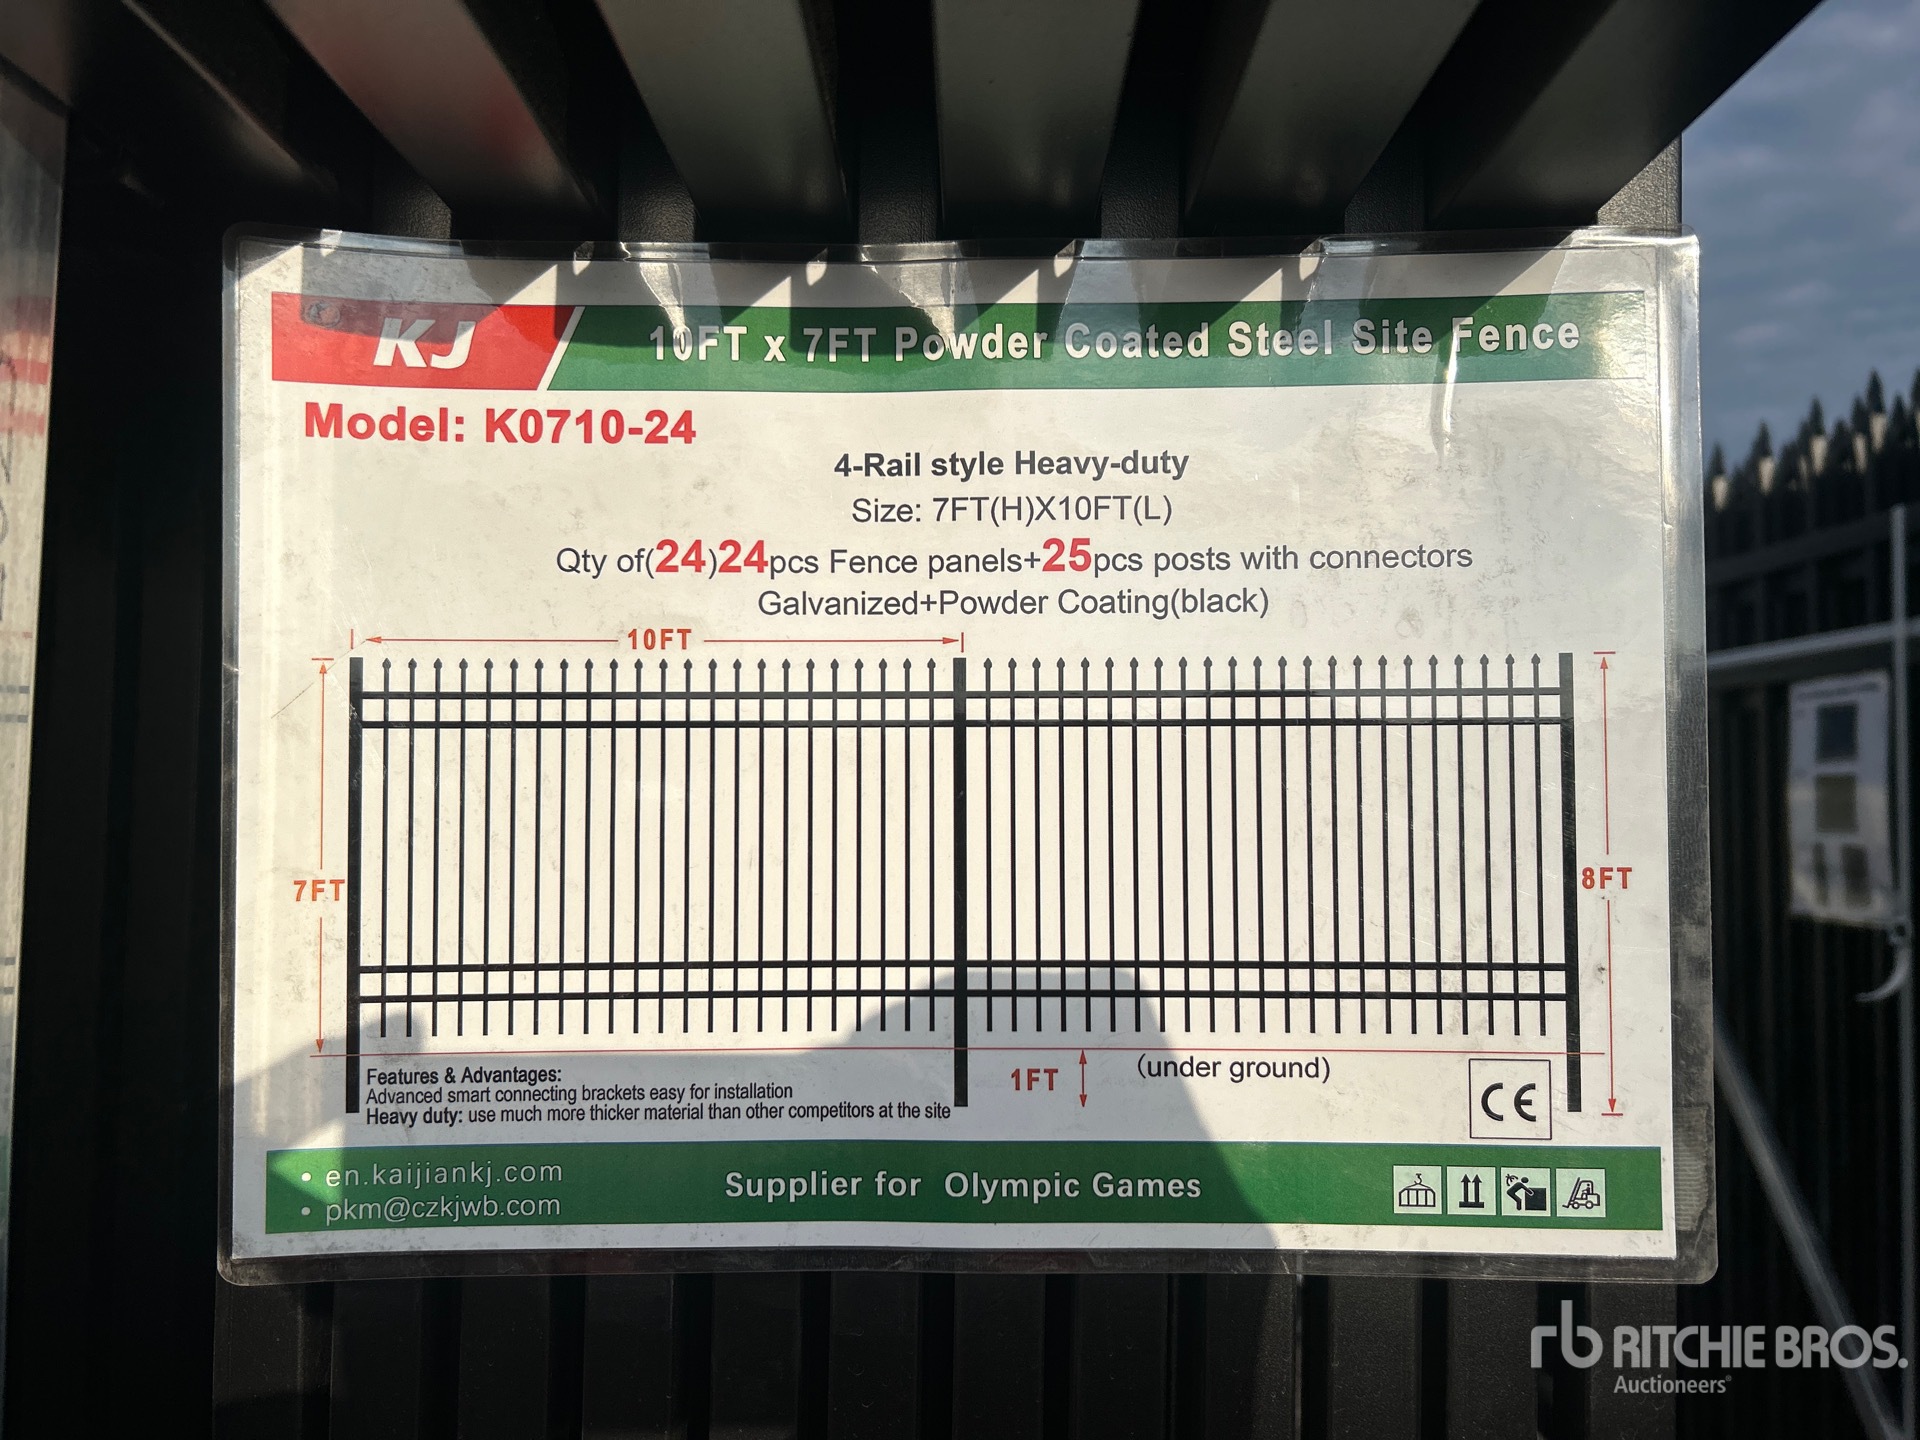 KJ
10FT x 7FT Powder Coated Steel Site Fence
Model: K0710-24
4-Rail style Heavy-duty
Size: 7FT(H)X10FT(L)
Qty of(24)24pcs Fence panels+25pcs posts with connectors
Galvanized+Powder Coating(black)
10FT
7FT
8FT
1FT
(under ground)
Features & Advantages:
Advanced smart connecting brackets easy for installation
Heavy duty: use much more thicker material than other competitors at the site
CE
• en.kaijiankj.com
• pkm@czkjwb.com
Supplier for Olympic Games
rb RITCHIE BROS.
Auctioneers®